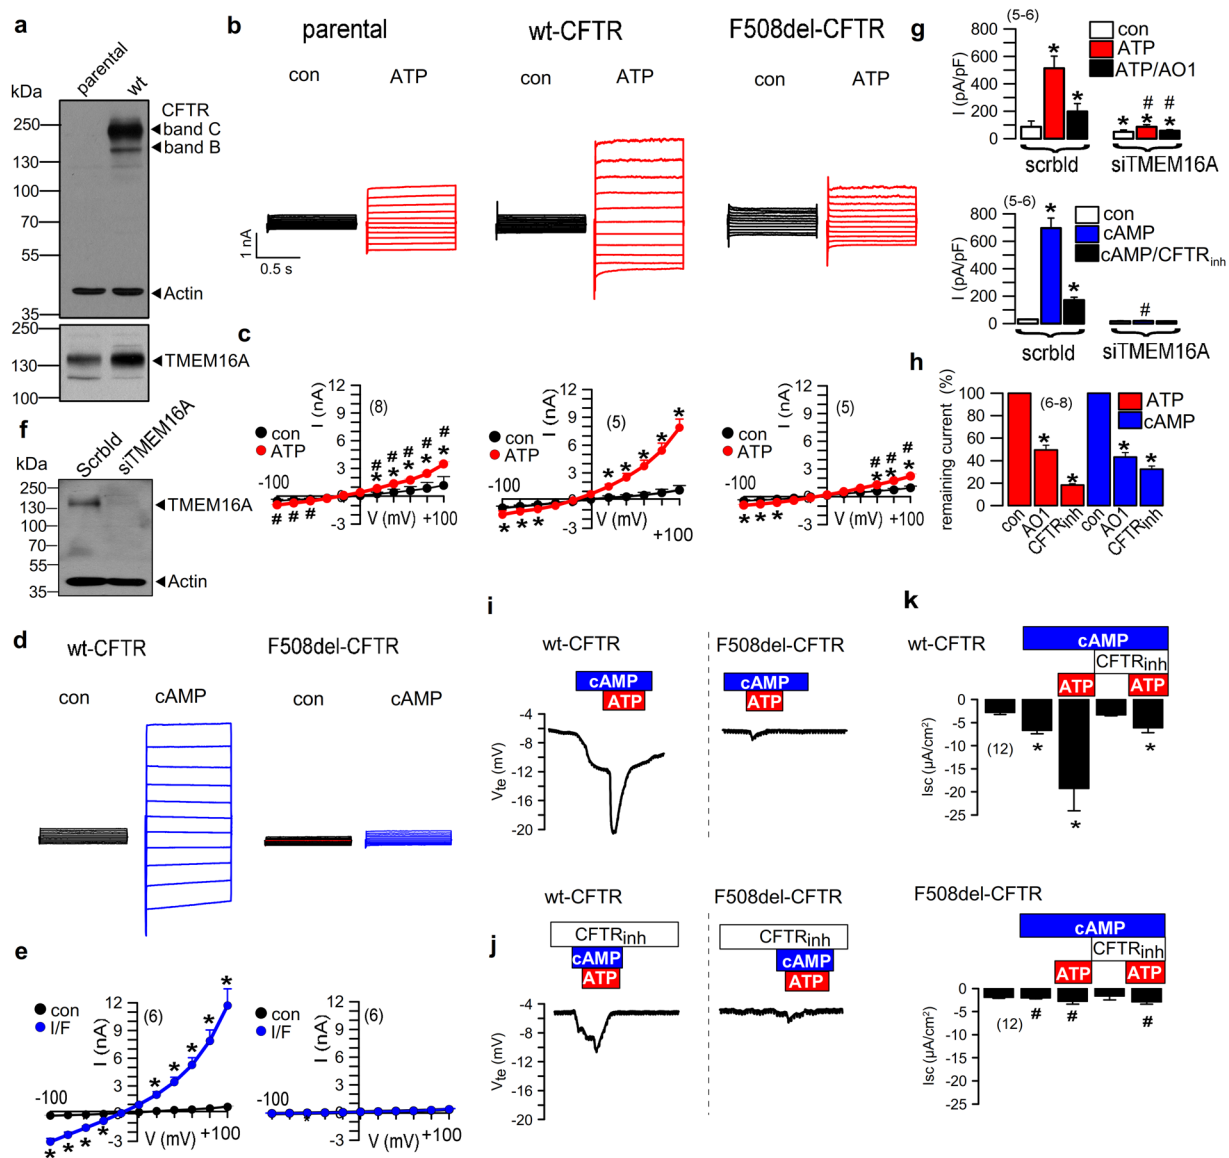 a
parental
wt
kDa
CFTR
250
band C
band B
130
100
70
55
Actin
35
250
TMEM16A
130
100
b
parental
wt-CFTR
F508del-CFTR
con
ATP
con
ATP
con
ATP
1 nA
0.5 s
c
I (nA)
12
9
6
3
-3
(8)
con
ATP
-100
V (mV)
+100
# # # # #
* * * * *
# # #
I (nA)
12
9
6
3
-3
(5)
con
ATP
-100
V (mV)
+100
* * * * *
* * *
I (nA)
12
9
6
3
-3
(5)
con
ATP
-100
V (mV)
+100
# # #
* * *
* * *
d
wt-CFTR
F508del-CFTR
con
cAMP
con
cAMP
e
con
I/F
I (nA)
12
9
6
3
-3
(6)
-100
V (mV)
+100
* * * * *
* * * *
con
I/F
I (nA)
12
9
6
3
-3
(6)
-100
V (mV)
+100
f
Scrbld
siTMEM16A
kDa
250
130
TMEM16A
100
70
55
Actin
35
g
(5-6)
con
ATP
ATP/AO1
I (pA/pF)
800
600
400
200
0
* *
# #
* * *
scrbld
siTMEM16A
(5-6)
con
cAMP
cAMP/CFTRinh
I (pA/pF)
800
600
400
200
0
* *
#
scrbld
siTMEM16A
h
remaining current (%)
100
80
60
40
20
0
(6-8)
ATP
cAMP
* * * *
con
AO1
CFTRinh
con
AO1
CFTRinh
i
wt-CFTR
F508del-CFTR
cAMP
ATP
cAMP
ATP
Vte (mV)
-4
-8
-12
-16
-20
j
wt-CFTR
F508del-CFTR
CFTRinh
cAMP
ATP
CFTRinh
cAMP
ATP
Vte (mV)
-4
-8
-12
-16
-20
k
wt-CFTR
cAMP
CFTRinh
ATP
ATP
Isc (µA/cm2)
0
-5
-10
-15
-20
-25
(12)
* * *
F508del-CFTR
cAMP
CFTRinh
ATP
ATP
Isc (µA/cm2)
0
-5
-10
-15
-20
-25
(12)
# # #